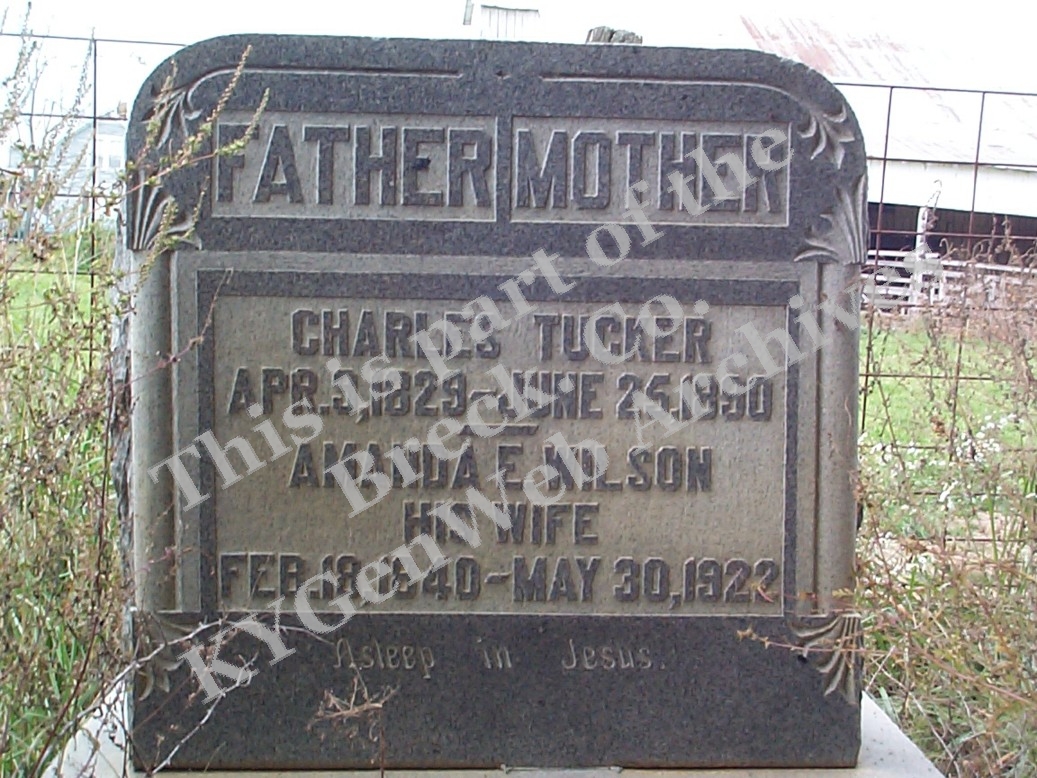 FATHER MOTHER
CHARLES TUCKER
APR. 3, 1829 - JUNE 25, 1890
AMANDA E. WILSON
HIS WIFE
FEB. 18, 1840 - MAY 30, 1922
Asleep in Jesus.
This is part of the
Breck. Co.
KYGenWeb Archives